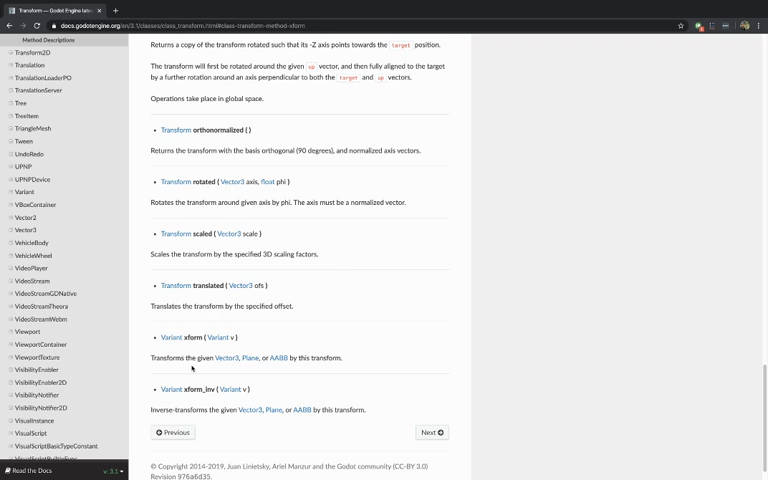 Transform — Godot Engine late
docs.godotengine.org/en/3.1/classes/class_transform.html#class-transform-method-xform
Method Descriptions
Transform2D
Translation
TranslationLoaderPO
TranslationServer
Tree
TreeItem
TriangleMesh
Tween
UndoRedo
UPNP
UPNPDevice
Variant
VBoxContainer
Vector2
Vector3
VehicleBody
VehicleWheel
VideoPlayer
VideoStream
VideoStreamGDNative
VideoStreamTheora
VideoStreamWebm
Viewport
ViewportContainer
ViewportTexture
VisibilityEnabler
VisibilityEnabler2D
VisibilityNotifier
VisibilityNotifier2D
VisualInstance
VisualScript
VisualScriptBasicTypeConstant
VisualScriptBuiltinFunc
Read the Docs
v: 3.1
Returns a copy of the transform rotated such that its -Z axis points towards the target position.
The transform will first be rotated around the given up vector, and then fully aligned to the target
by a further rotation around an axis perpendicular to both the target and up vectors.
Operations take place in global space.
• Transform orthonormalized ( )
Returns the transform with the basis orthogonal (90 degrees), and normalized axis vectors.
• Transform rotated ( Vector3 axis, float phi )
Rotates the transform around given axis by phi. The axis must be a normalized vector.
• Transform scaled ( Vector3 scale )
Scales the transform by the specified 3D scaling factors.
• Transform translated ( Vector3 ofs )
Translates the transform by the specified offset.
• Variant xform ( Variant v )
Transforms the given Vector3, Plane, or AABB by this transform.
• Variant xform_inv ( Variant v )
Inverse-transforms the given Vector3, Plane, or AABB by this transform.
Previous
Next
© Copyright 2014-2019, Juan Linietsky, Ariel Manzur and the Godot community (CC-BY 3.0)
Revision 976a6d35.